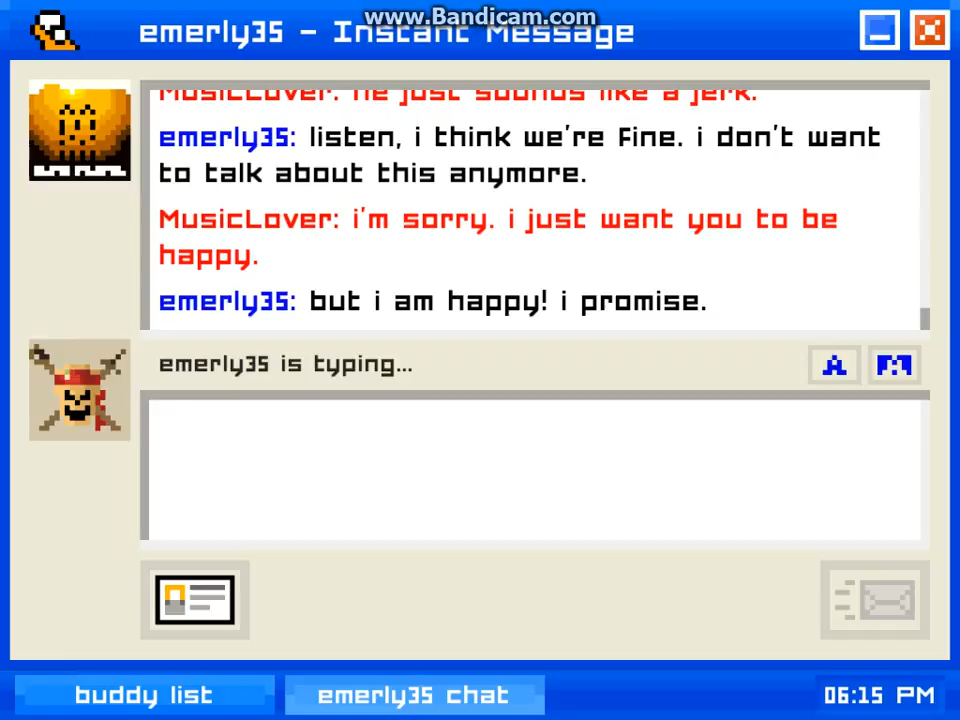 www.Bandicam.com
emerly35 - Instant Message
MusicLover: he just sounds like a jerk.
emerly35: listen, i think we're fine. i don't want
to talk about this anymore.
MusicLover: i'm sorry. i just want you to be
happy.
emerly35: but i am happy! i promise.
emerly35 is typing...
A
buddy list
emerly35 chat
06:15 PM